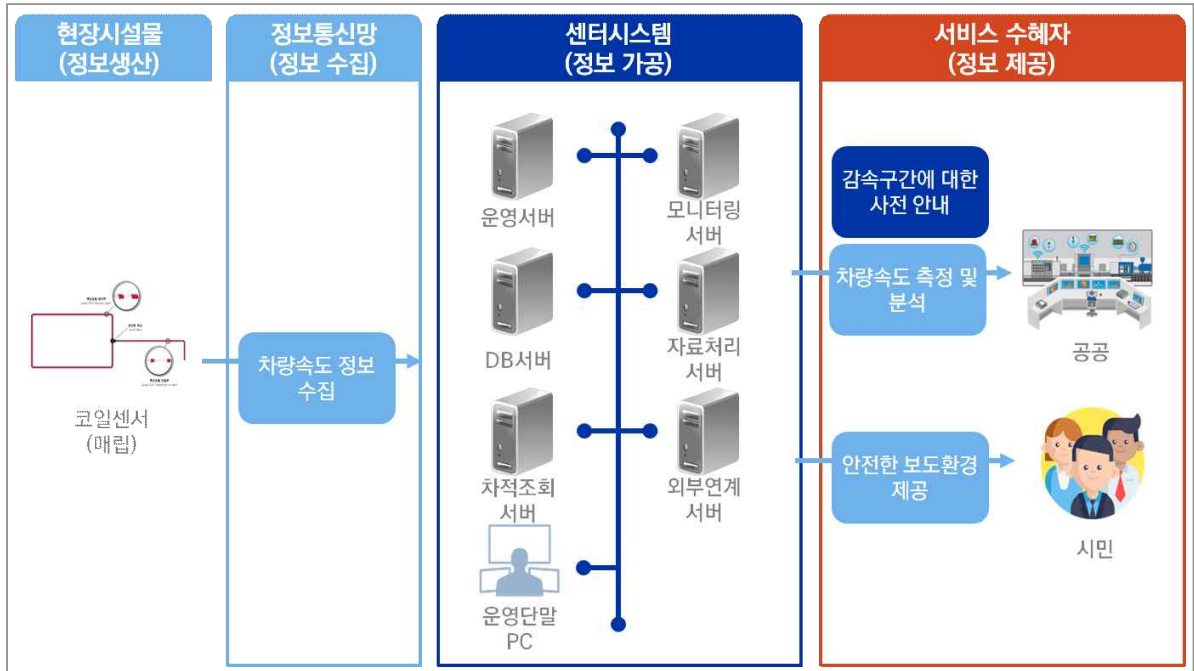 현장시설물
(정보생산)
정보통신망
(정보 수집)
센터시스템
(정보 가공)
서비스 수혜자
(정보 제공)
코일센서
(매립)
차량속도 정보
수집
운영서버
모니터링
서버
DB서버
자료처리
서버
차적조회
서버
외부연계
서버
운영단말
PC
감속구간에 대한
사전 안내
차량속도 측정 및
분석
공공
안전한 보도환경
제공
시민